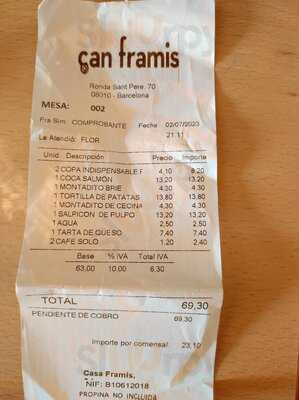 çan framis
Ronda Sant Pere, 70
08010 - Barcelona
MESA: 002
Fra Sim. COMPROBANTE Fecha 02/07/2023
La Atendió: FLOR 21:11
Unid. Descripción Precio Importe
2 COPA INDISPENSABLE F 4,10 8,20
1 COCA SALMÓN 13,20 13,20
1 MONTADITO BRIE 4,30 4,30
1 TORTILLA DE PATATAS 13,80 13,80
1 MONTADITO DE CECINA 4,30 4,30
1 SALPICON DE PULPO 13,20 13,20
1 AGUA 2,50 2,50
1 TARTA DE QUESO 7,40 7,40
2 CAFE SOLO 1,20 2,40
Base % IVA Total IVA
63,00 10,00 6,30
TOTAL 69,30
PENDIENTE DE COBRO 69,30
Importe por comensal: 23,10
Casa Framis,
NIF: B10612018
PROPINA NO INCLUIDA